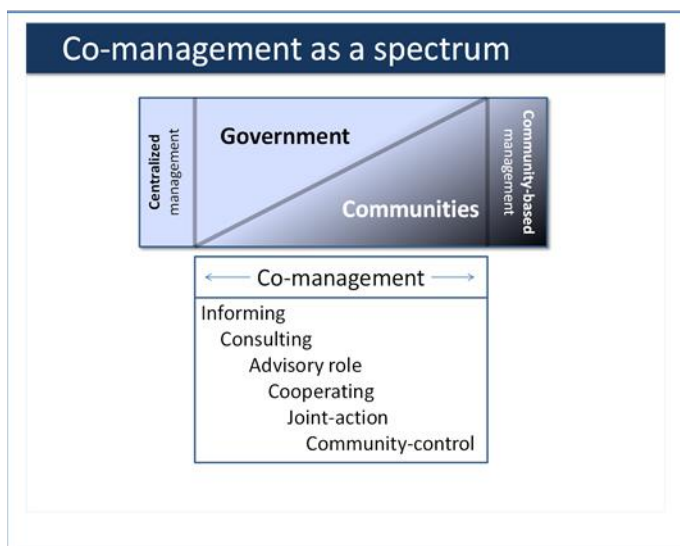 Co-management as a spectrum
Centralized
management
Government
Communities
Community-based
management
Co-management
Informing
Consulting
Advisory role
Cooperating
Joint-action
Community-control